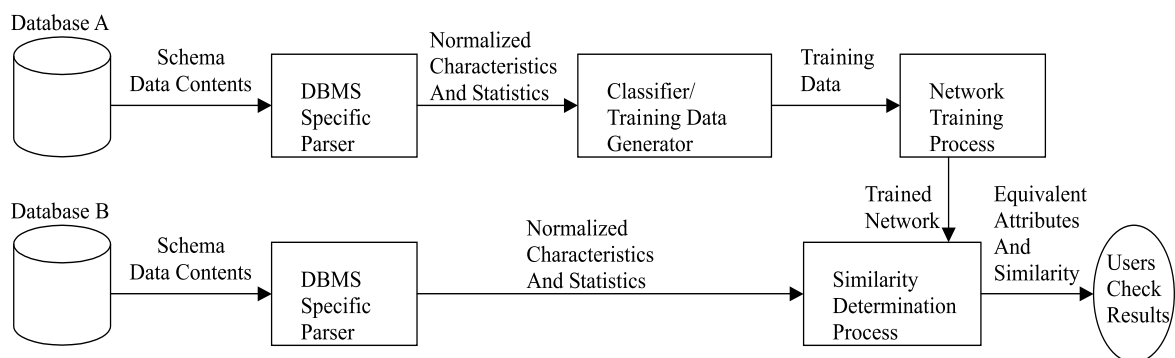 Database A
Schema
Data Contents
DBMS
Specific
Parser
Normalized
Characteristics
And Statistics
Classifier/
Training Data
Generator
Training
Data
Network
Training
Process
Database B
Schema
Data Contents
DBMS
Specific
Parser
Normalized
Characteristics
And Statistics
Trained
Network
Similarity
Determination
Process
Equivalent
Attributes
And
Similarity
Users
Check
Results